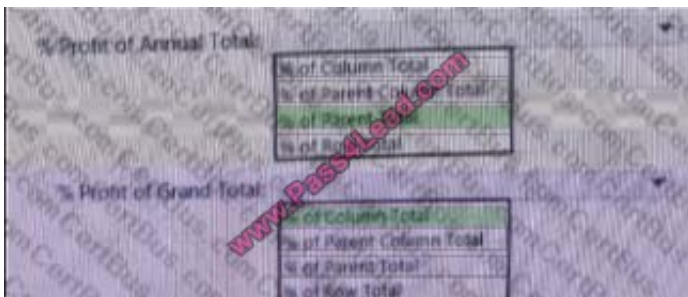 % Profit of Annual Total:
% of Column Total
% of Parent Column Total
% of Parent Total
% of Row Total
% Profit of Grand Total:
% of Column Total
% of Parent Column Total
% of Parent Total
% of Row Total
www.Pass4Lead.com